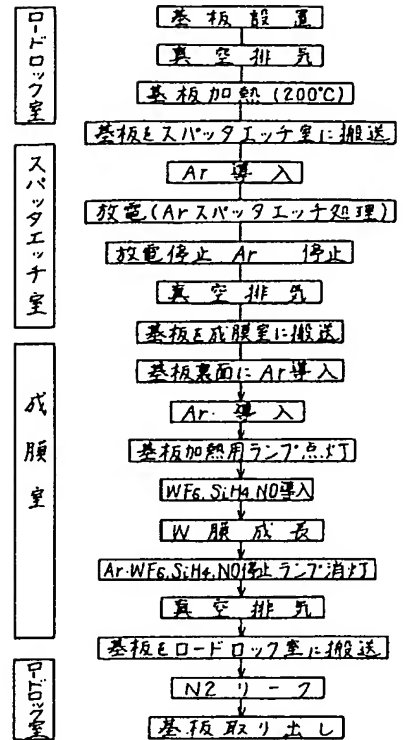 ロードロック室
基板設置
真空排気
基板加熱(200℃)
基板をスパッタエッチ室に搬送
スパッタエッチ室
Ar 導入
放電(Arスパッタエッチ処理)
放電停止 Ar 停止
真空排気
基板を成膜室に搬送
成膜室
基板裏面にAr導入
Ar 導入
基板加熱用ランプ点灯
WF6,SiH4,NO導入
W膜成長
Ar・WF6,SiH4,NO停止 ランプ消灯
真空排気
基板をロードロック室に搬送
ロードロック室
N2リーク
基板取り出し